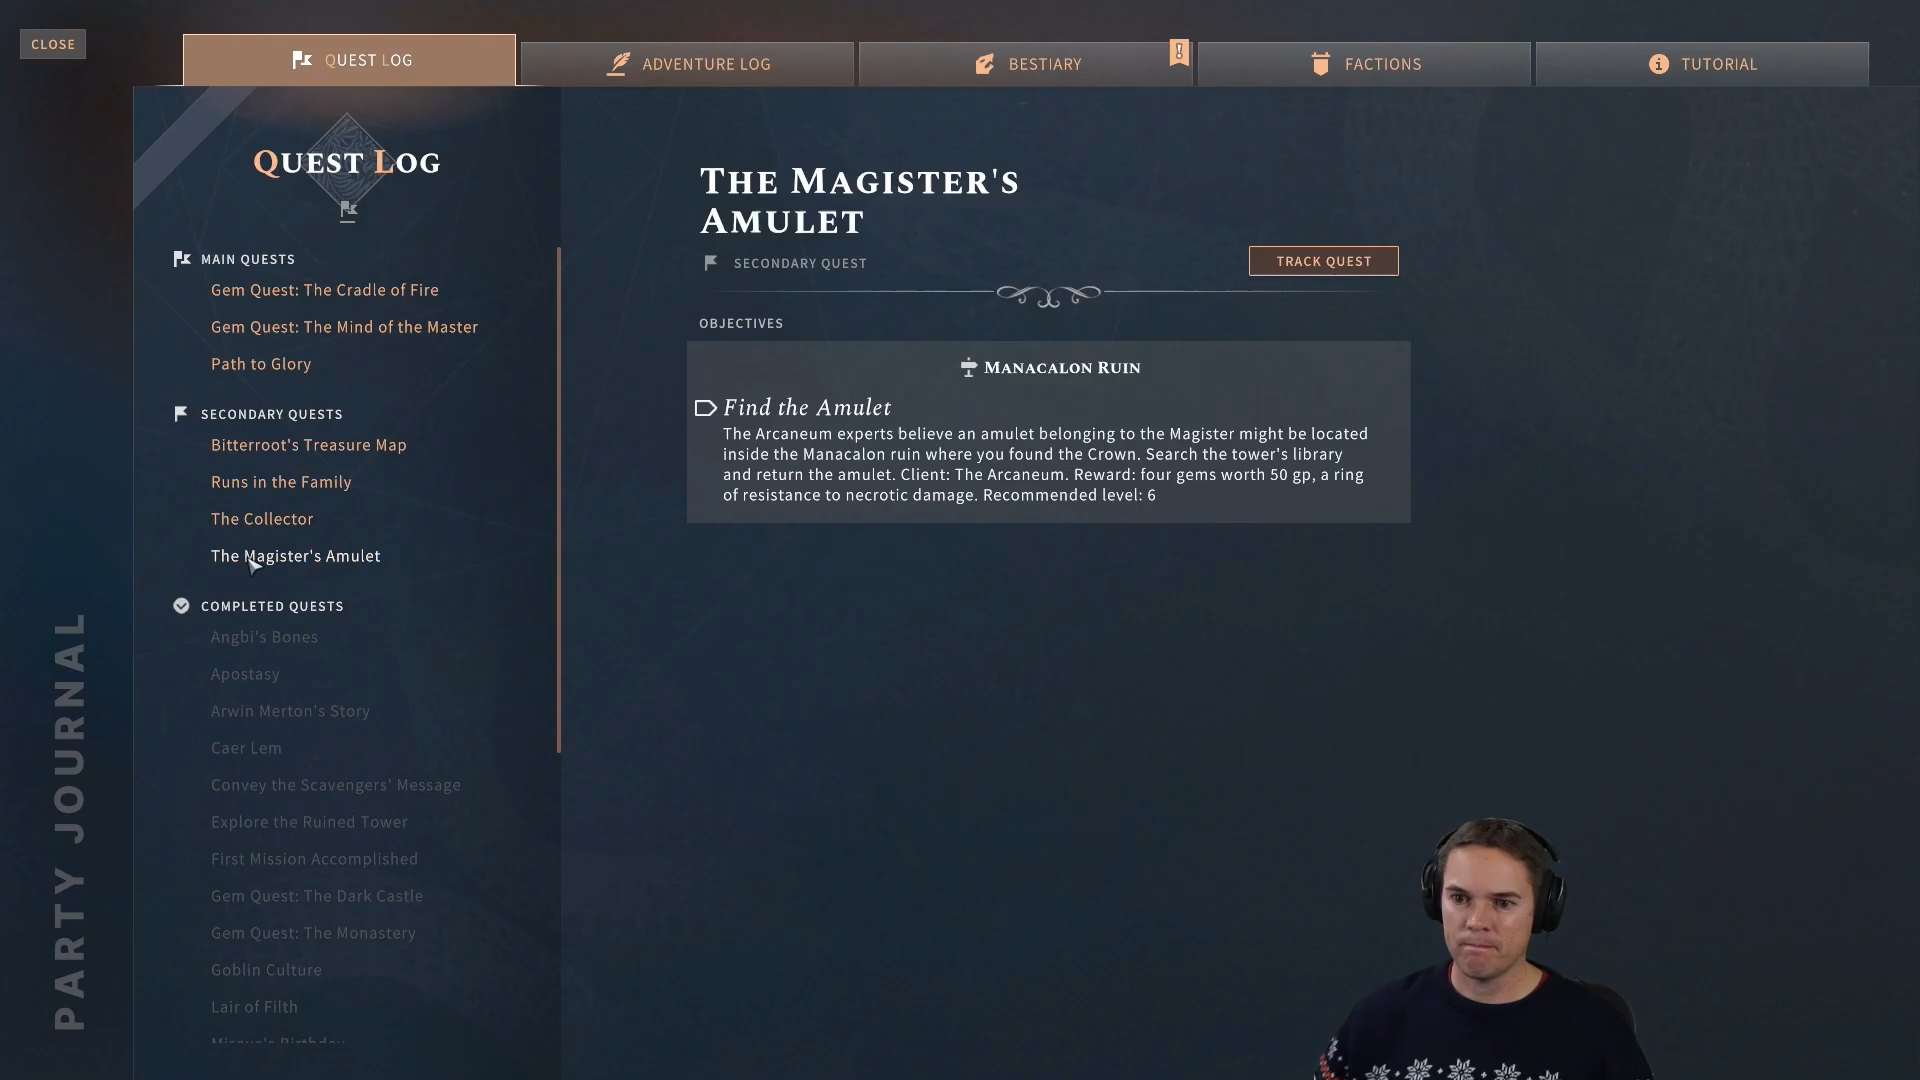 CLOSE
QUEST LOG
ADVENTURE LOG
BESTIARY
FACTIONS
TUTORIAL
QUEST LOG
MAIN QUESTS
Gem Quest: The Cradle of Fire
Gem Quest: The Mind of the Master
Path to Glory
SECONDARY QUESTS
Bitterroot's Treasure Map
Runs in the Family
The Collector
The Magister's Amulet
COMPLETED QUESTS
Angbi's Bones
Apostasy
Arwin Merton's Story
Caer Lem
Convey the Scavengers' Message
Explore the Ruined Tower
First Mission Accomplished
Gem Quest: The Dark Castle
Gem Quest: The Monastery
Goblin Culture
Lair of Filth
PARTY JOURNAL
THE MAGISTER'S
AMULET
SECONDARY QUEST
TRACK QUEST
OBJECTIVES
MANACALON RUIN
Find the Amulet
The Arcaneum experts believe an amulet belonging to the Magister might be located
inside the Manacalon ruin where you found the Crown. Search the tower's library
and return the amulet. Client: The Arcaneum. Reward: four gems worth 50 gp, a ring
of resistance to necrotic damage. Recommended level: 6